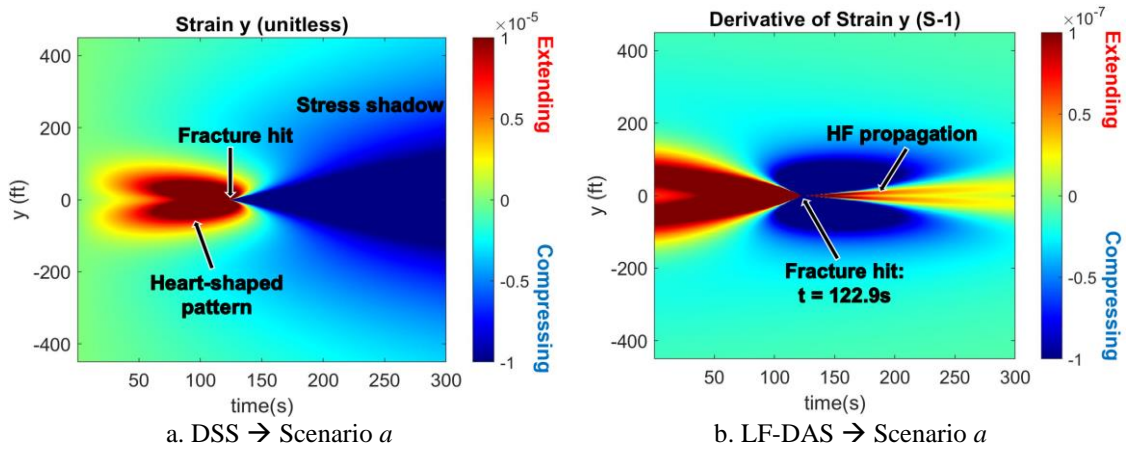 Strain y (unitless)
×10^-5
1
Extending
400
Stress shadow
200
Fracture hit
0.5
y (ft)
0
0
-200
Heart-shaped
pattern
-0.5
Compressing
-400
-1
50 100 150 200 250 300
time(s)
a. DSS → Scenario a
Derivative of Strain y (S-1)
×10^-7
1
Extending
400
200
HF propagation
0.5
y (ft)
0
0
-200
Fracture hit:
t = 122.9s
-0.5
Compressing
-400
-1
50 100 150 200 250 300
time(s)
b. LF-DAS → Scenario a